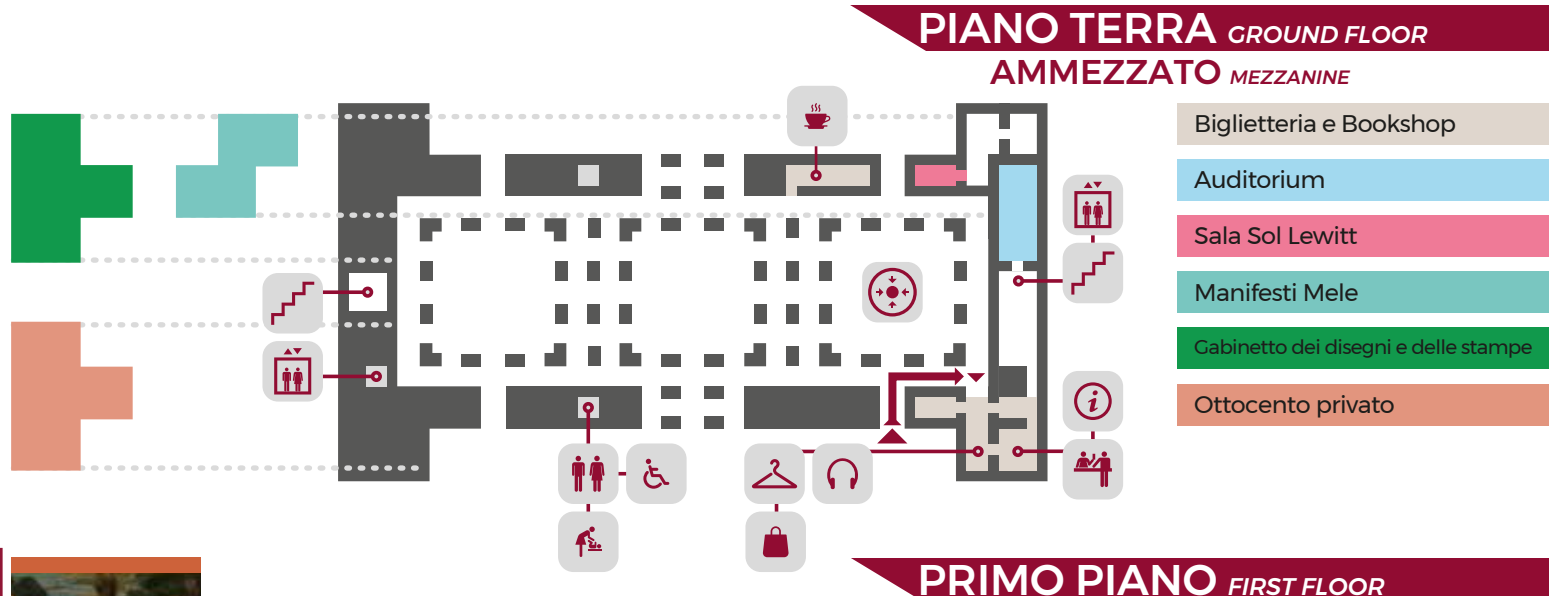 PIANO TERRA GROUND FLOOR
AMMEZZATO MEZZANINE
Biglietteria e Bookshop
Auditorium
Sala Sol Lewitt
Manifesti Mele
Gabinetto dei disegni e delle stampe
Ottocento privato
i
PRIMO PIANO FIRST FLOOR